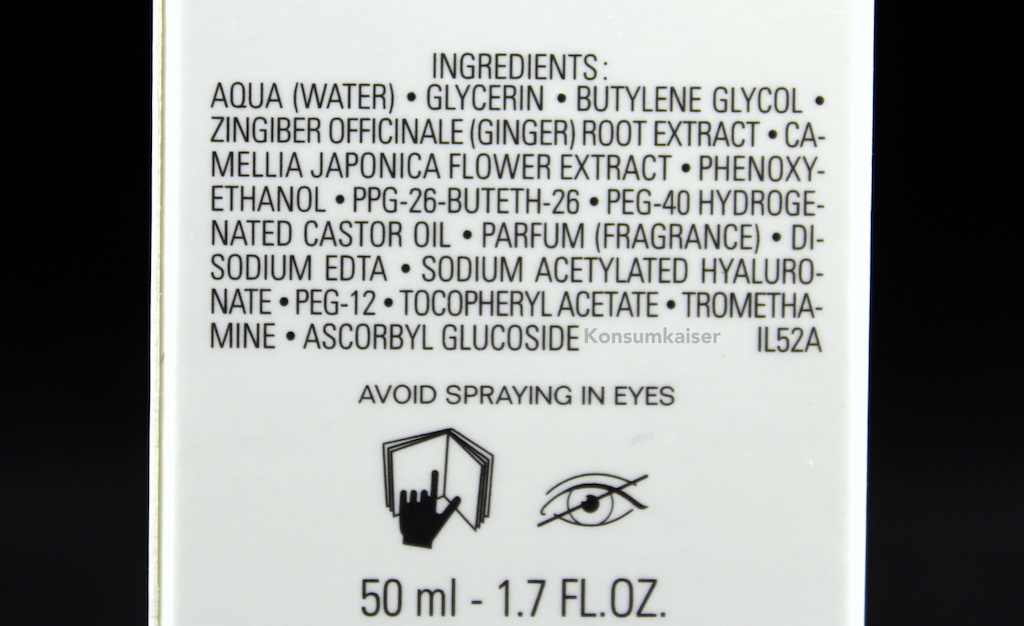 INGREDIENTS:
AQUA (WATER) • GLYCERIN • BUTYLENE GLYCOL •
ZINGIBER OFFICINALE (GINGER) ROOT EXTRACT • CA-
MELLIA JAPONICA FLOWER EXTRACT • PHENOXY-
ETHANOL • PPG-26-BUTETH-26 • PEG-40 HYDROGE-
NATED CASTOR OIL • PARFUM (FRAGRANCE) • DI-
SODIUM EDTA • SODIUM ACETYLATED HYALURO-
NATE • PEG-12 • TOCOPHERYL ACETATE • TROMETHA-
MINE • ASCORBYL GLUCOSIDE Konsumkaiser IL52A
AVOID SPRAYING IN EYES
50 ml - 1.7 FL.OZ.